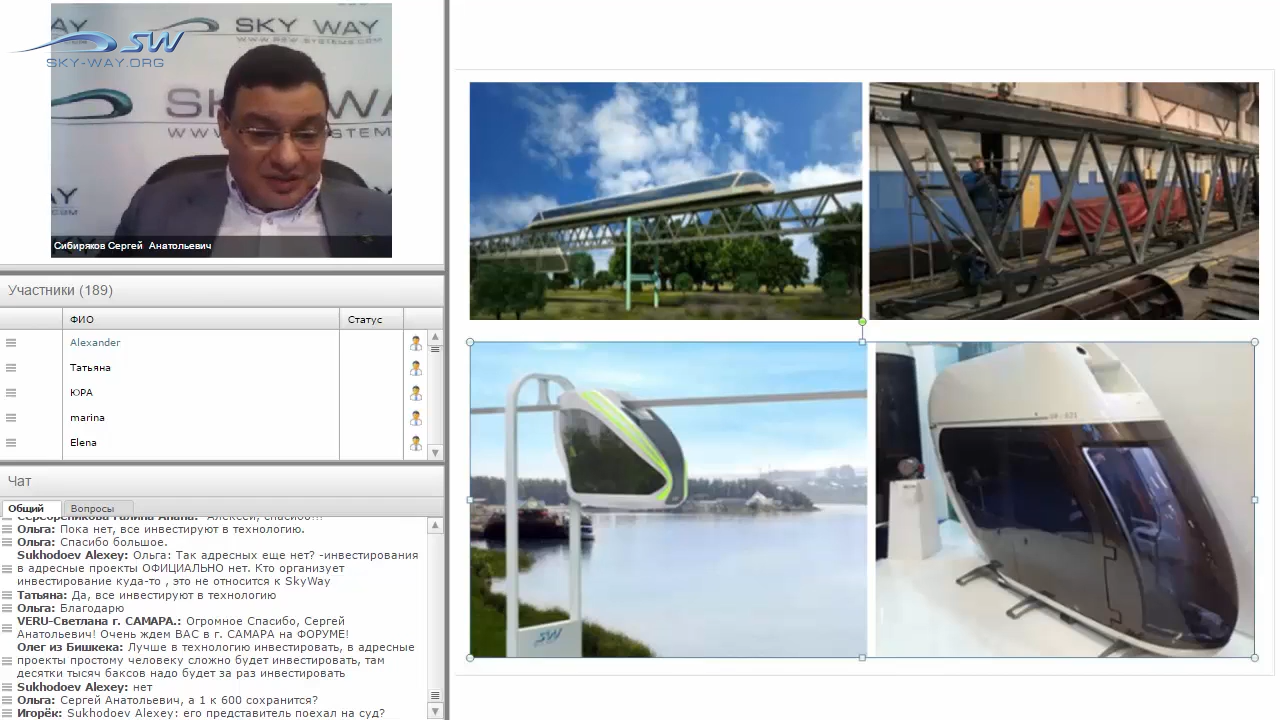 SKY WAY
SW
SKY-WAY.ORG
SKY WAY
Сибиряков Сергей Анатольевич
Участники (189)
ФИО
Статус
Alexander
Татьяна
ЮРА
marina
Elena
Чат
Общий
Вопросы
Ольга: Пока нет, все инвестируют в технологию.
Ольга: Спасибо большое.
Sukhodoev Alexey: Ольга: Так адресных еще нет? -инвестирования
в адресные проекты ОФИЦИАЛЬНО нет. Кто организует
инвестирование куда-то , это не относится к SkyWay
Татьяна: Да, все инвестируют в технологию
Ольга: Благодарю
VERU-Светлана г. САМАРА.: Огромное Спасибо, Сергей
Анатольевич! Очень ждем ВАС в г. САМАРА на ФОРУМЕ!
Олег из Бишкека: Лучше в технологию инвестировать, в адресные
проекты простому человеку сложно будет инвестировать, там
десятки тысяч баксов надо будет за раз инвестировать
Sukhodoev Alexey: нет
Ольга: Сергей Анатольевич, а 1 к 600 сохранится?
Игорёк: Sukhodoev Alexey: его представитель поехал на суд?
SW